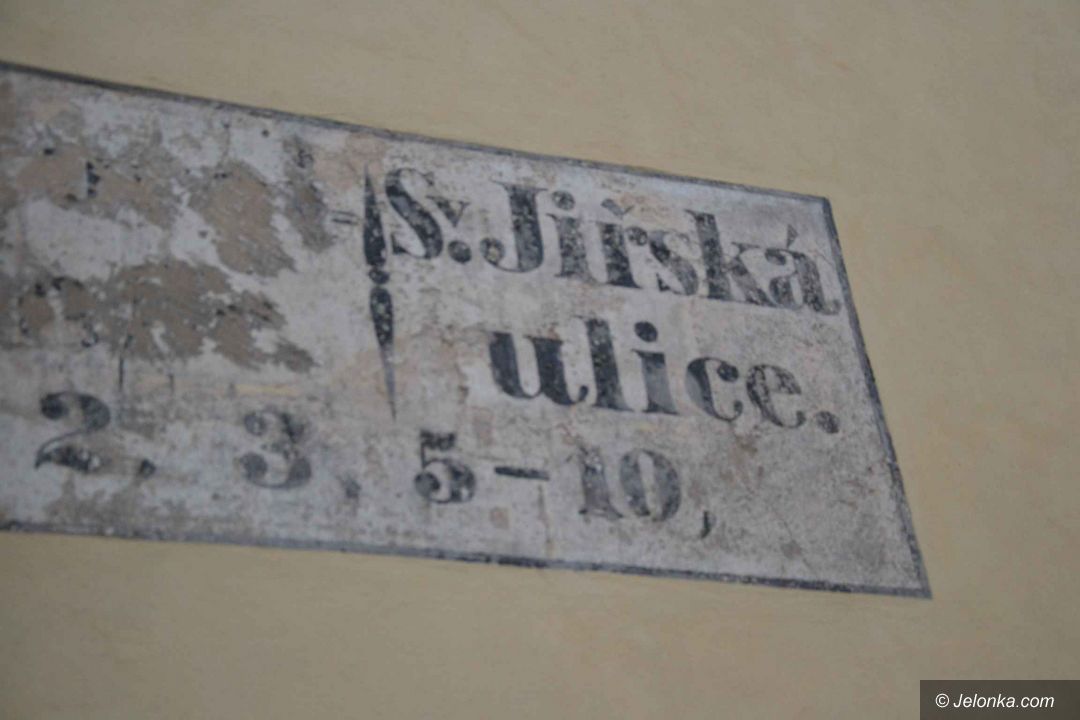 Sv. Jiřská
ulice.
2, 3, 5–10,
© Jelonka.com